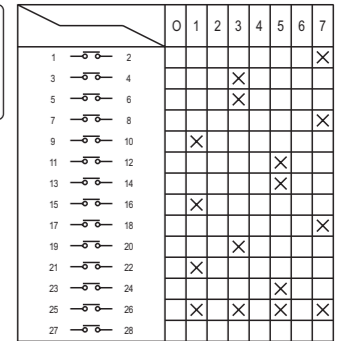 O 1 2 3 4 5 6 7
1 2 X
3 4 X
5 6 X
7 8 X
9 10 X
11 12 X
13 14 X
15 16 X
17 18 X
19 20 X
21 22 X
23 24 X
25 26 X X X X
27 28